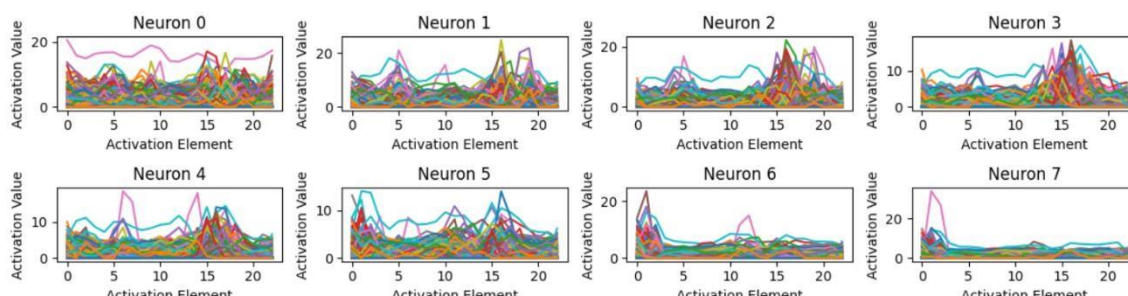 Neuron 0 Neuron 1 Neuron 2 Neuron 3
Activation Value Activation Value Activation Value Activation Value
20 20 20 10
0 0 0 0
0 5 10 15 20 0 5 10 15 20 0 5 10 15 20 0 5 10 15 20
Activation Element Activation Element Activation Element Activation Element
Neuron 4 Neuron 5 Neuron 6 Neuron 7
Activation Value Activation Value Activation Value Activation Value
10 10 20 20
0 0 0 0
0 5 10 15 20 0 5 10 15 20 0 5 10 15 20 0 5 10 15 20
Activation Element Activation Element Activation Element Activation Element